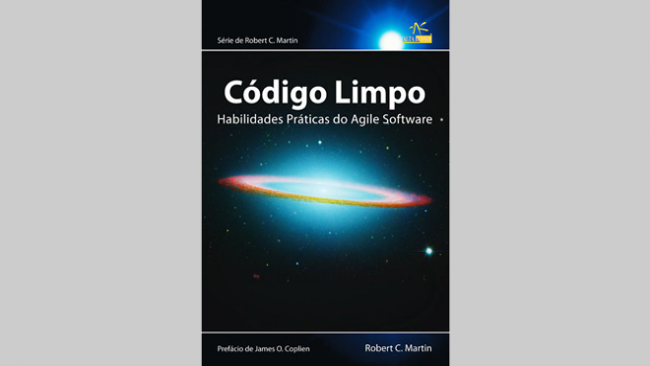 Série de Robert C. Martin
Código Limpo
Habilidades Práticas do Agile Software
Prefácio de James O. Coplien
Robert C. Martin